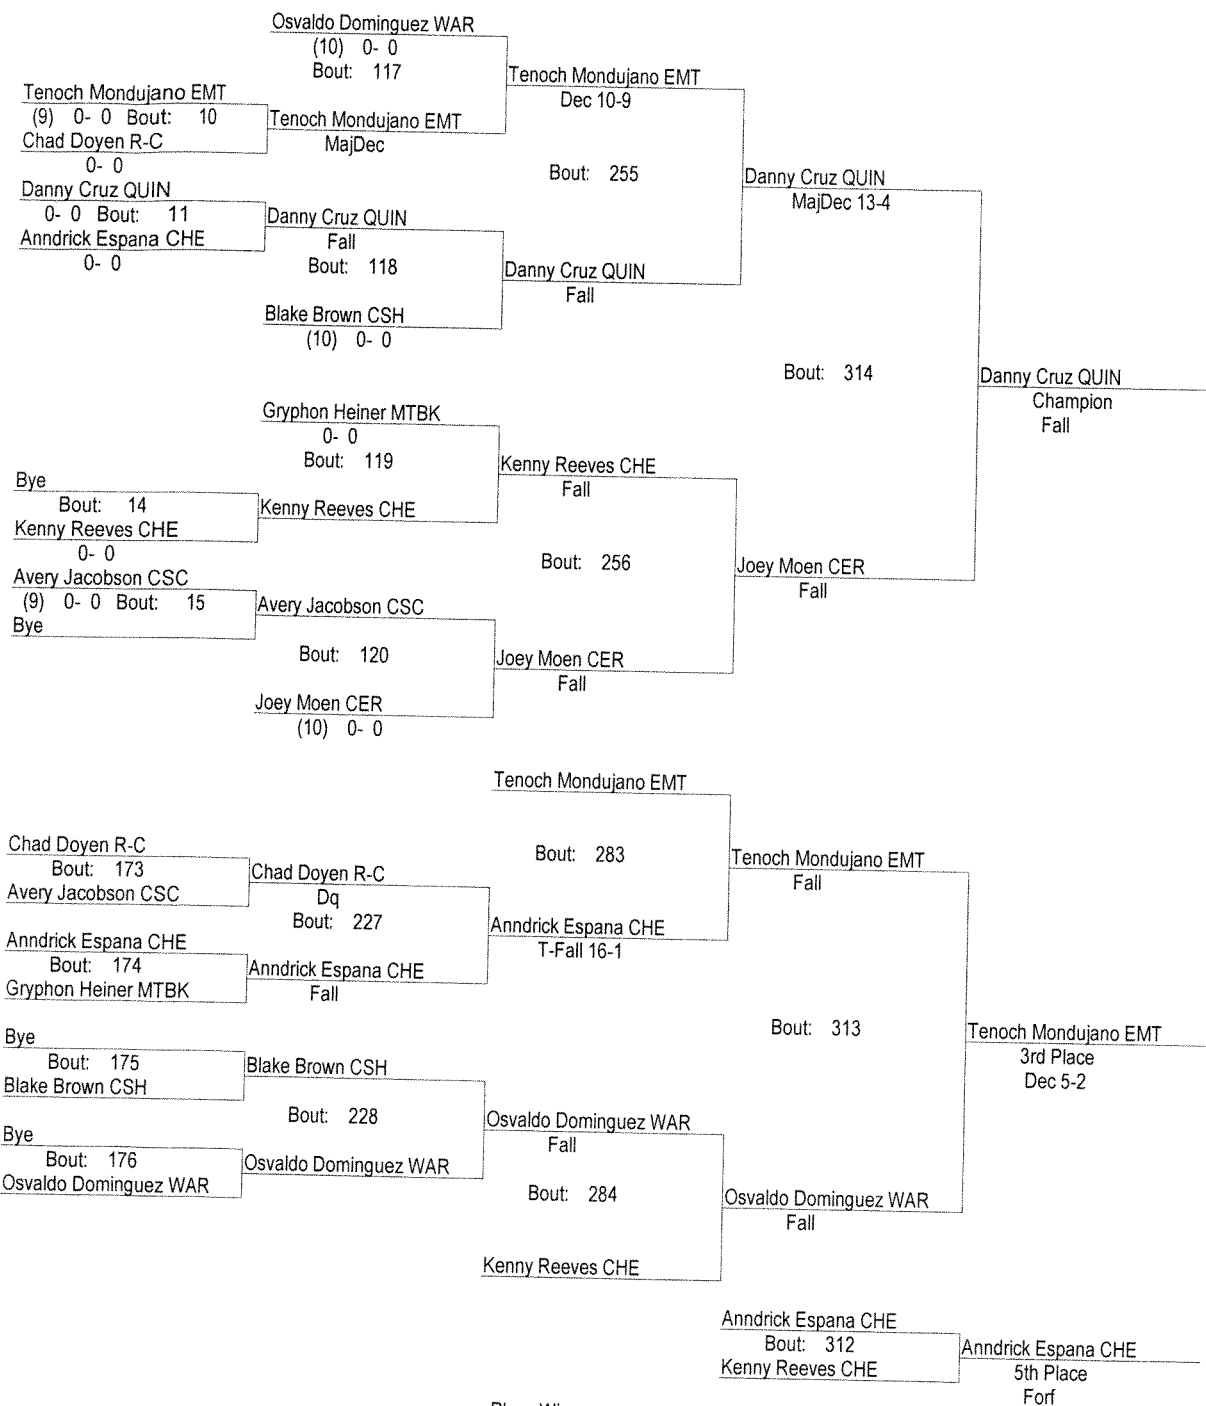 Osvaldo Dominguez WAR
(10) 0- 0
Bout: 117
Tenoch Mondujano EMT
Dec 10-9
Tenoch Mondujano EMT
(9) 0- 0 Bout: 10
Tenoch Mondujano EMT
MajDec
Chad Doyen R-C
0- 0
Bout: 255
Danny Cruz QUIN
MajDec 13-4
Danny Cruz QUIN
0- 0 Bout: 11
Danny Cruz QUIN
Fall
Anndrick Espana CHE
0- 0
Bout: 118
Danny Cruz QUIN
Fall
Blake Brown CSH
(10) 0- 0
Bout: 314
Danny Cruz QUIN
Champion
Fall
Gryphon Heiner MTBK
0- 0
Bout: 119
Kenny Reeves CHE
Fall
Bye
Bout: 14
Kenny Reeves CHE
Kenny Reeves CHE
0- 0
Bout: 256
Joey Moen CER
Fall
Avery Jacobson CSC
(9) 0- 0 Bout: 15
Avery Jacobson CSC
Bye
Bout: 120
Joey Moen CER
Fall
Joey Moen CER
(10) 0- 0
Tenoch Mondujano EMT
Bout: 283
Tenoch Mondujano EMT
Fall
Chad Doyen R-C
Bout: 173
Chad Doyen R-C
Dq
Avery Jacobson CSC
Bout: 227
Anndrick Espana CHE
T-Fall 16-1
Anndrick Espana CHE
Bout: 174
Anndrick Espana CHE
Fall
Gryphon Heiner MTBK
Bout: 313
Tenoch Mondujano EMT
3rd Place
Dec 5-2
Bye
Bout: 175
Blake Brown CSH
Blake Brown CSH
Bout: 228
Osvaldo Dominguez WAR
Fall
Bye
Bout: 176
Osvaldo Dominguez WAR
Osvaldo Dominguez WAR
Bout: 284
Osvaldo Dominguez WAR
Fall
Kenny Reeves CHE
Anndrick Espana CHE
Bout: 312
Anndrick Espana CHE
5th Place
Forf
Kenny Reeves CHE